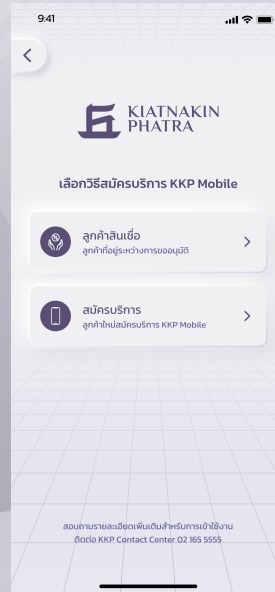 9:41
KIATNAKIN
PHATRA
เลือกวิธีสมัครบริการ KKP Mobile
ลูกค้าสินเชื่อ
ลูกค้าที่อยู่ระหว่างการขออนุมัติ
สมัครบริการ
ลูกค้าใหม่สมัครบริการ KKP Mobile
สอบถามรายละเอียดเพิ่มเติมสำหรับการเข้าใช้งาน
ติดต่อ KKP Contact Center 02 165 5555